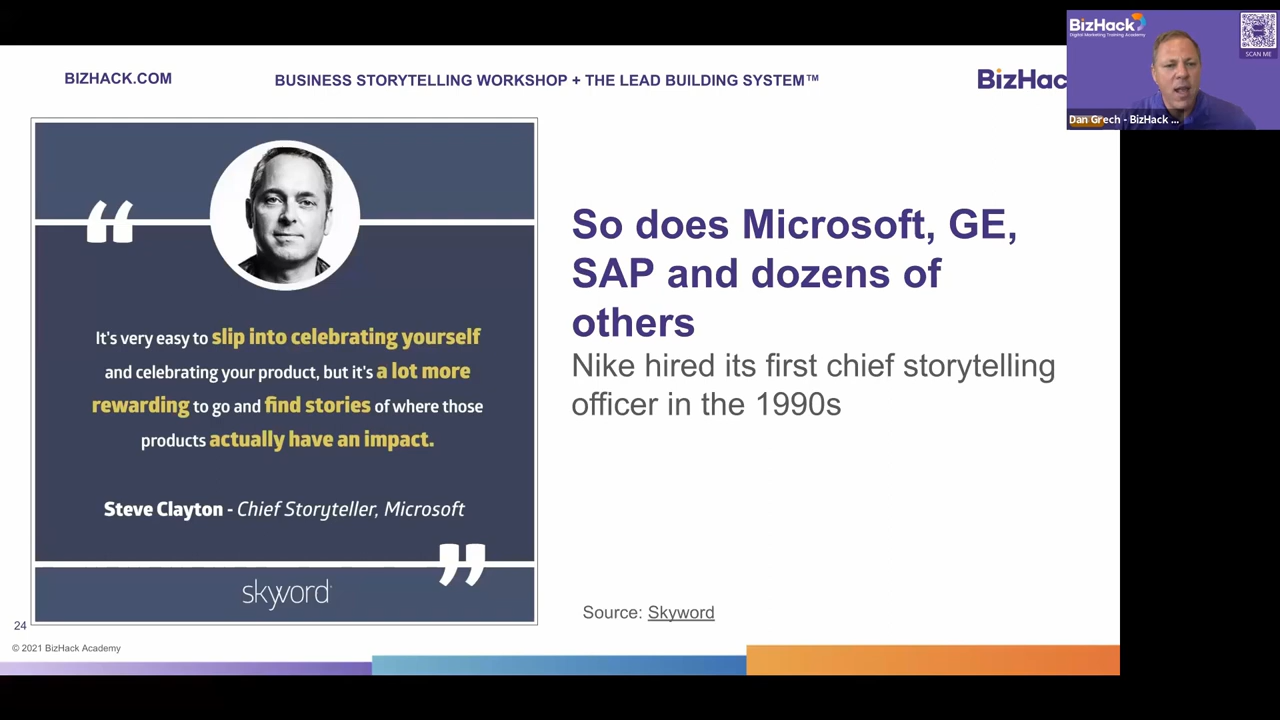 BIZHACK.COM
BUSINESS STORYTELLING WORKSHOP + THE LEAD BUILDING SYSTEM™
BizHac
BizHack
Digital Marketing Training Academy
SCAN ME
Dan Grech - BizHack ...
“
It's very easy to slip into celebrating yourself
and celebrating your product, but it's a lot more
rewarding to go and find stories of where those
products actually have an impact.
Steve Clayton - Chief Storyteller, Microsoft
”
skyword
So does Microsoft, GE,
SAP and dozens of
others
Nike hired its first chief storytelling
officer in the 1990s
Source: Skyword
24
© 2021 BizHack Academy